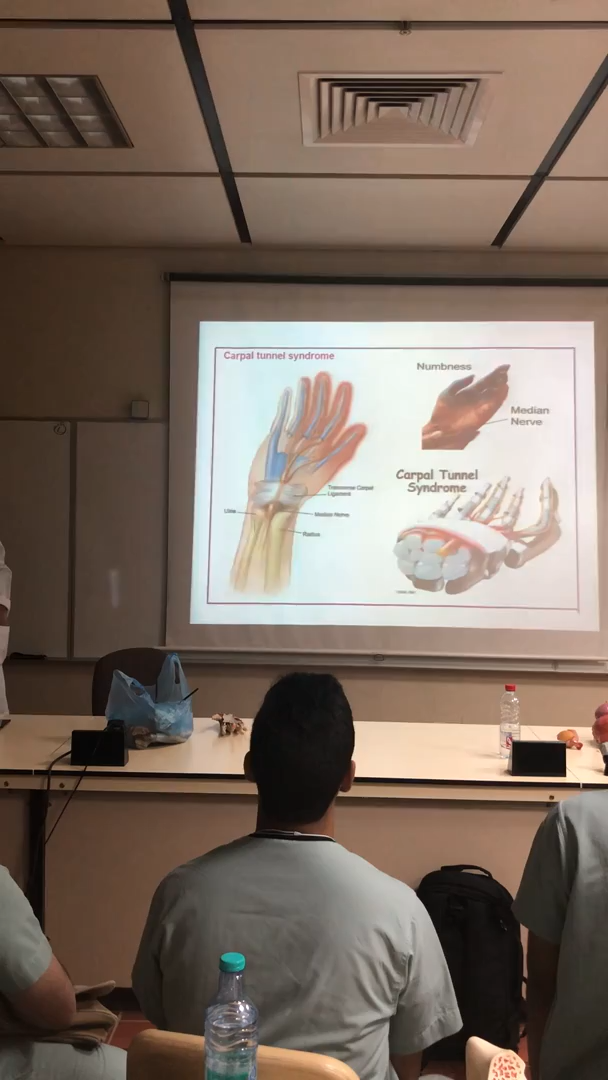 Carpal tunnel syndrome
Numbness
Median
Nerve
Carpal Tunnel
Syndrome
Transverse Carpal
Ligament
Ulna
Median Nerve
Radius